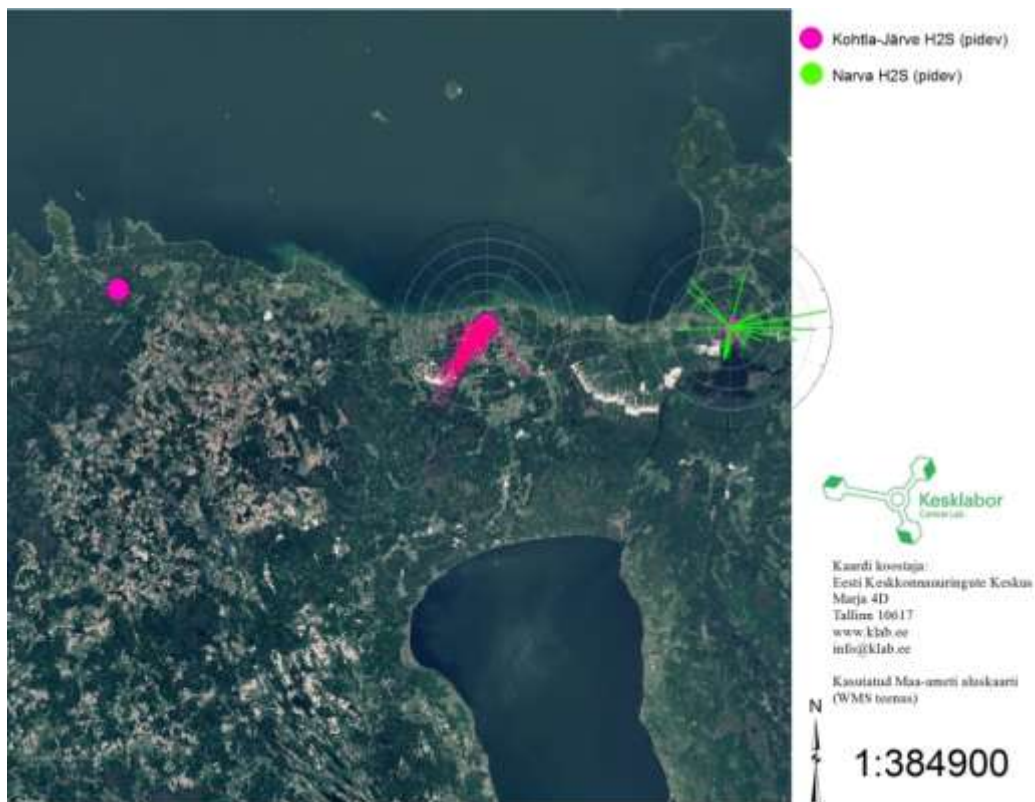 Kohtla-Järve H2S (pidev)
Narva H2S (pidev)
Kesklabor
Central Lab
Kaardi koostaja:
Eesti Keskkonnauuringute Keskus
Marja 4D
Tallinn 10617
www.klab.ee
info@klab.ee
Kasutatud Maa-ameti aluskaarti
(WMS teenus)
N
S
1:384900